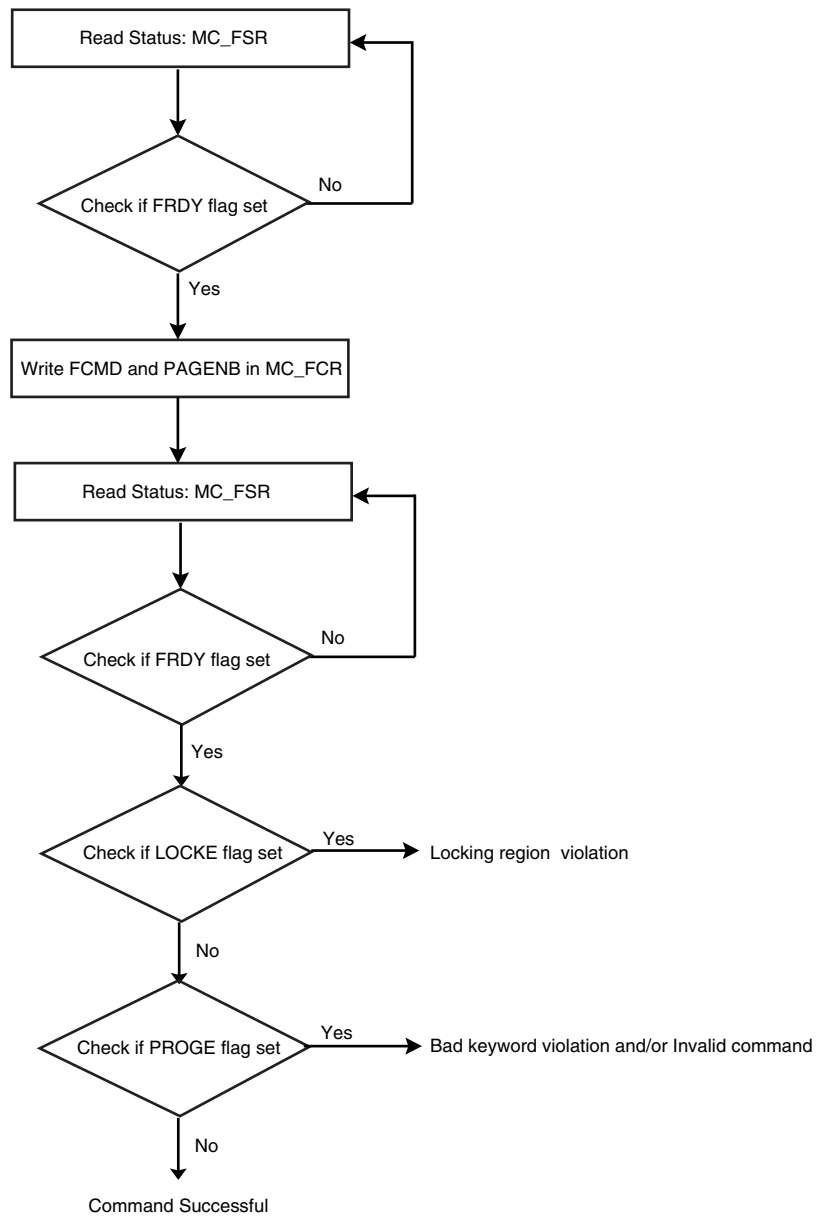 Read Status: MC_FSR
Check if FRDY flag set
No
Yes
Write FCMD and PAGENB in MC_FCR
Read Status: MC_FSR
Check if FRDY flag set
No
Yes
Check if LOCKE flag set
Yes
Locking region violation
No
Check if PROGE flag set
Yes
Bad keyword violation and/or Invalid command
No
Command Successful